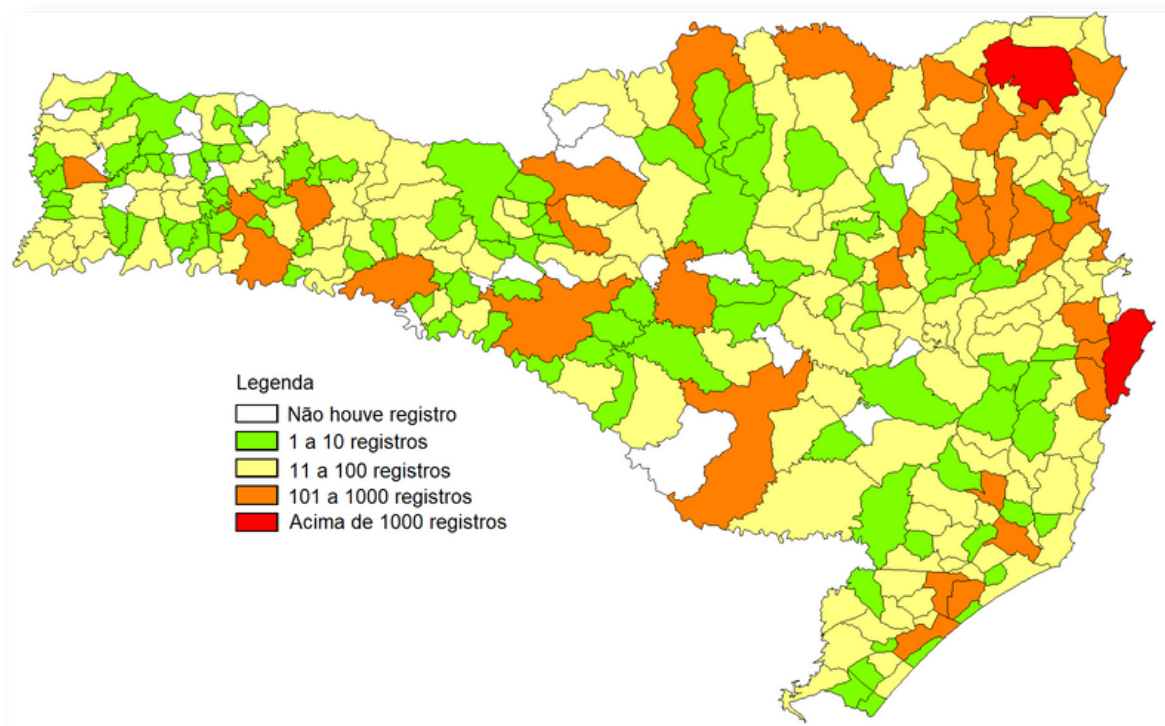 Legenda
Não houve registro
1 a 10 registros
11 a 100 registros
101 a 1000 registros
Acima de 1000 registros